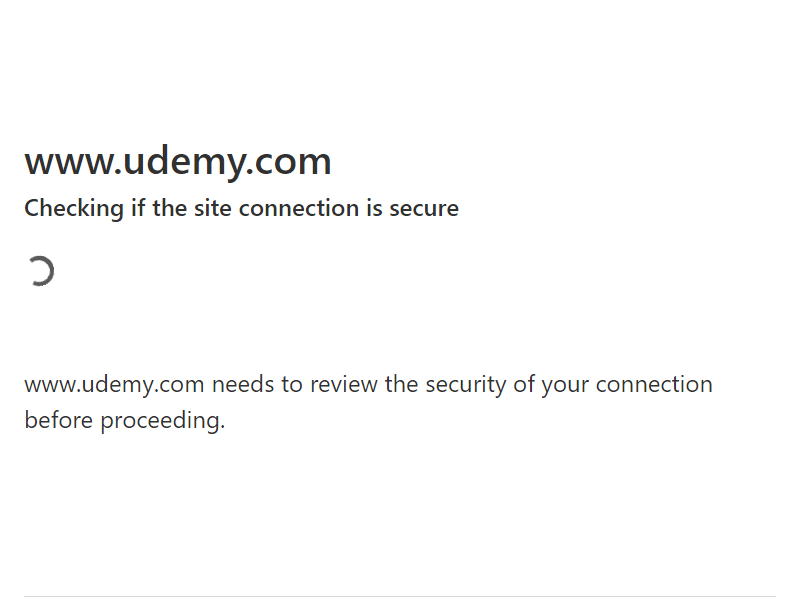 www.udemy.com
Checking if the site connection is secure
www.udemy.com needs to review the security of your connection
before proceeding.